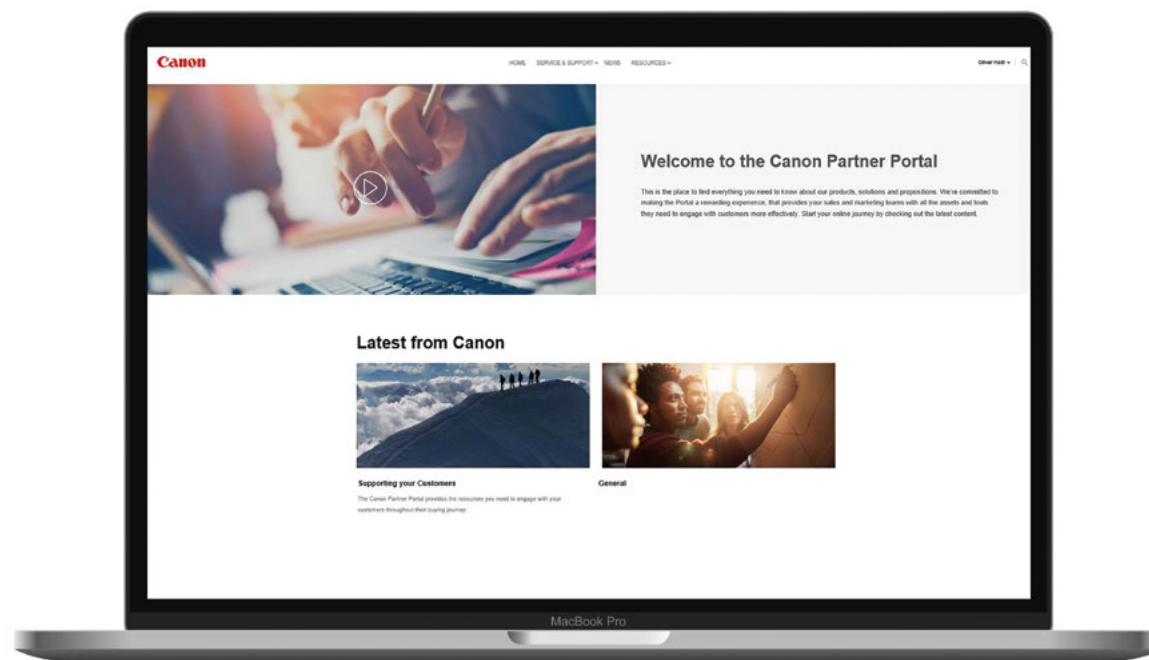 Canon
HOME SERVICE & SUPPORT NEWS RESOURCES
Oliver
Welcome to the Canon Partner Portal
This is the place to find everything you need to know about our products, solutions and propositions. We're committed to
making the Portal a rewarding experience, that provides your sales and marketing teams with all the assets and tools
they need to engage with customers more effectively. Start your online journey by checking out the latest content.
Latest from Canon
Supporting your Customers
The Canon Partner Portal provides the resources you need to engage with your
customers throughout their buying journey
General
MacBook Pro